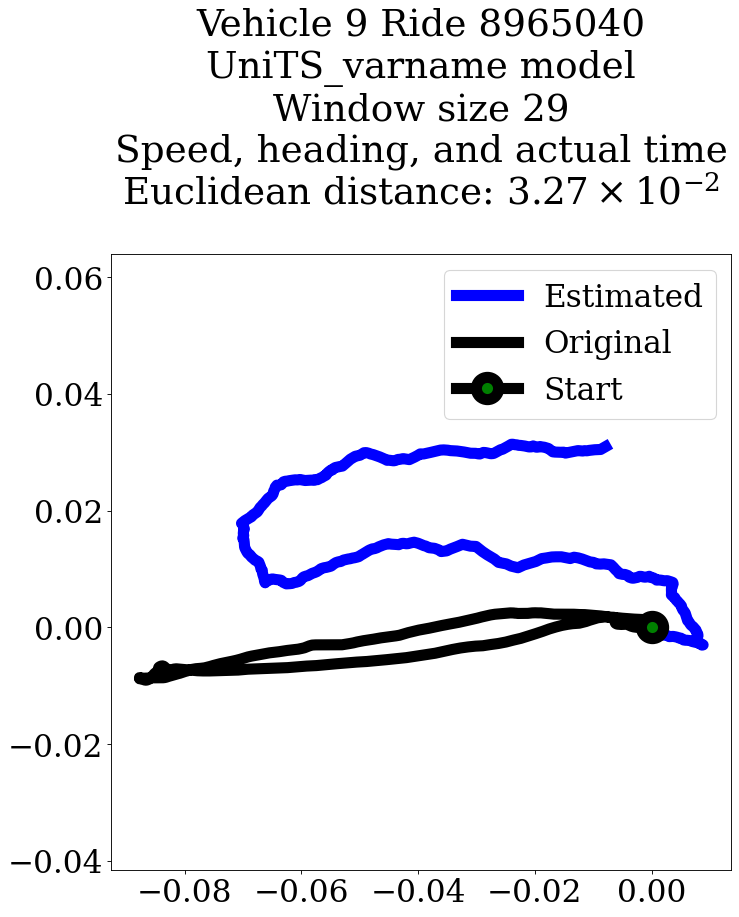 Vehicle 9 Ride 8965040
UniTS_varname model
Window size 29
Speed, heading, and actual time
Euclidean distance: 3.27 × 10⁻²
Estimated
Original
Start
0.06
0.04
0.02
0.00
−0.02
−0.04
−0.08 −0.06 −0.04 −0.02 0.00